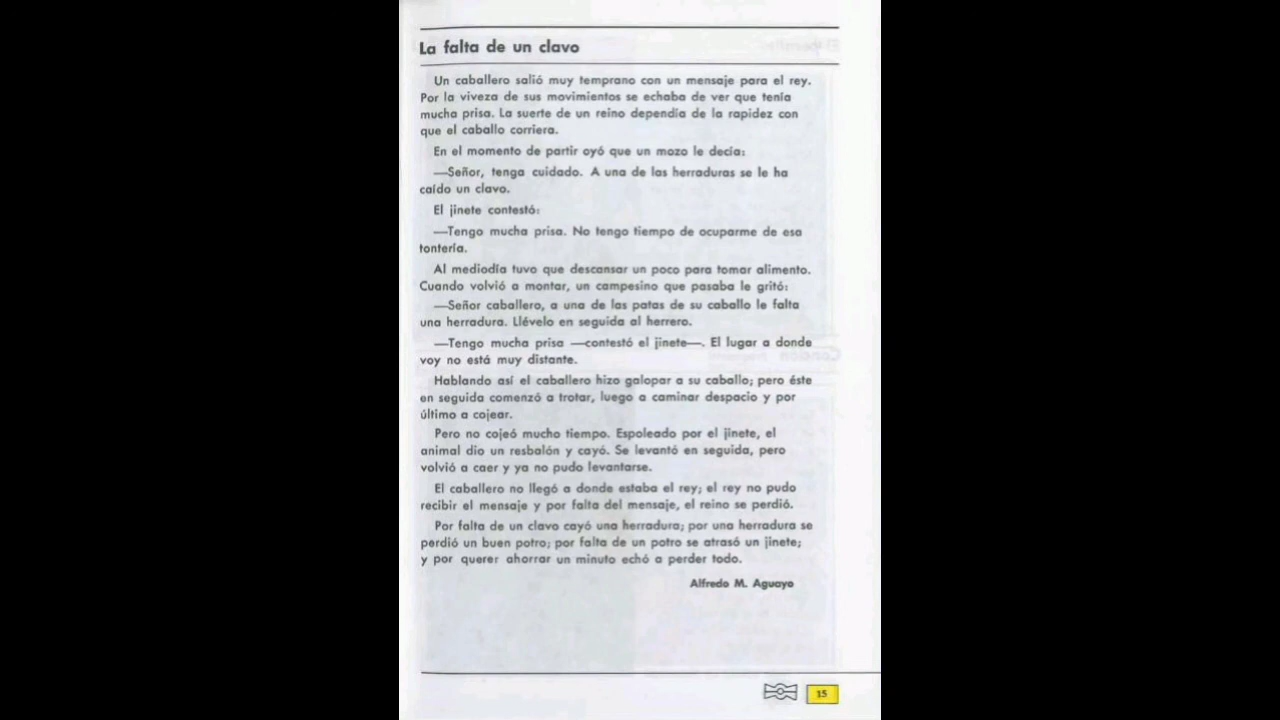 La falta de un clavo
Un caballero salió muy temprano con un mensaje para el rey.
Por la viveza de sus movimientos se echaba de ver que tenía
mucha prisa. La suerte de un reino dependía de la rapidez con
que el caballo corriera.
En el momento de partir oyó que un mozo le decía:
—Señor, tenga cuidado. A una de las herraduras se le ha
caído un clavo.
El jinete contestó:
—Tengo mucha prisa. No tengo tiempo de ocuparme de esa
tontería.
Al mediodía tuvo que descansar un poco para tomar alimento.
Cuando volvió a montar, un campesino que pasaba le gritó:
—Señor caballero, a una de las patas de su caballo le falta
una herradura. Llévelo en seguida al herrero.
—Tengo mucha prisa —contestó el jinete—. El lugar a donde
voy no está muy distante.
Hablando así el caballero hizo galopar a su caballo; pero éste
en seguida comenzó a trotar, luego a caminar despacio y por
último a cojear.
Pero no cojeó mucho tiempo. Espoleado por el jinete, el
animal dio un resbalón y cayó. Se levantó en seguida, pero
volvió a caer y ya no pudo levantarse.
El caballero no llegó a donde estaba el rey; el rey no pudo
recibir el mensaje y por falta del mensaje, el reino se perdió.
Por falta de un clavo cayó una herradura; por una herradura se
perdió un buen potro; por falta de un potro se atrasó un jinete;
y por querer ahorrar un minuto echó a perder todo.
Alfredo M. Aguayo
15